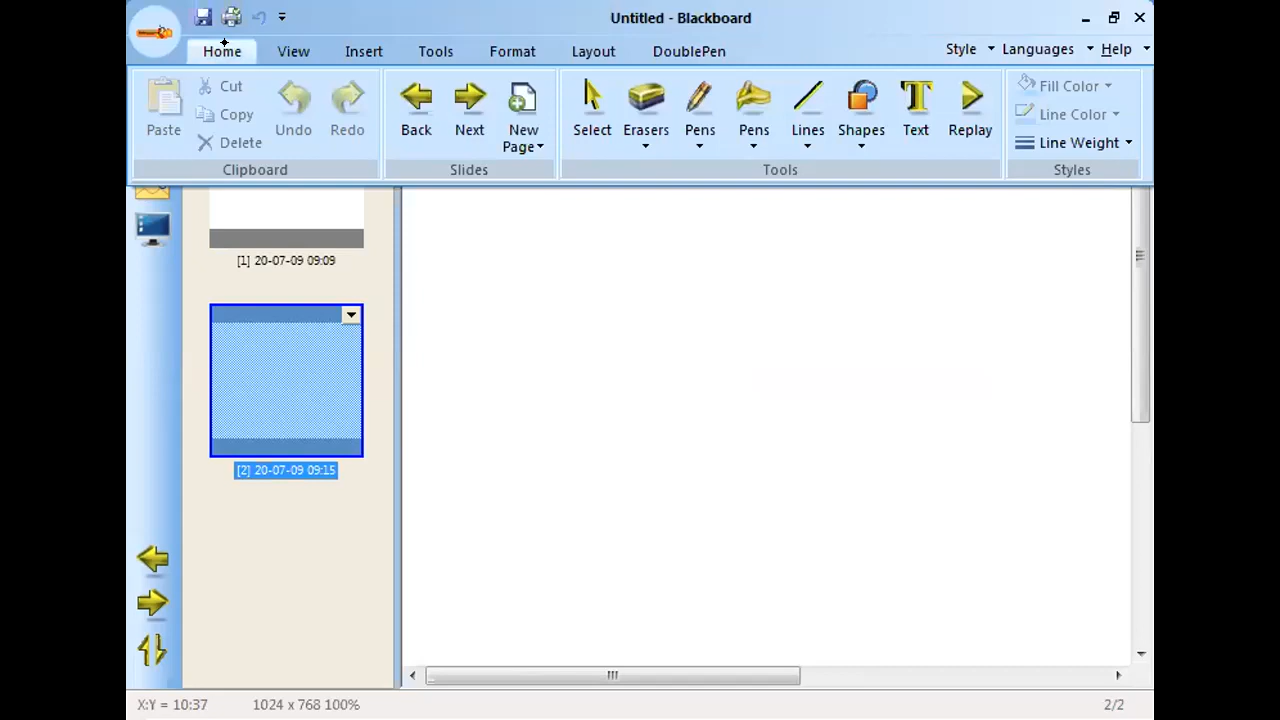 Untitled - Blackboard
Home View Insert Tools Format Layout DoublePen Style Languages Help
Paste Cut Copy Delete Undo Redo Back Next New Page Select Erasers Pens Pens Lines Shapes Text Replay Fill Color Line Color Line Weight
Clipboard Slides Tools Styles
[1] 20-07-09 09:09
[2] 20-07-09 09:15
X:Y = 10:37 1024 x 768 100% 2/2